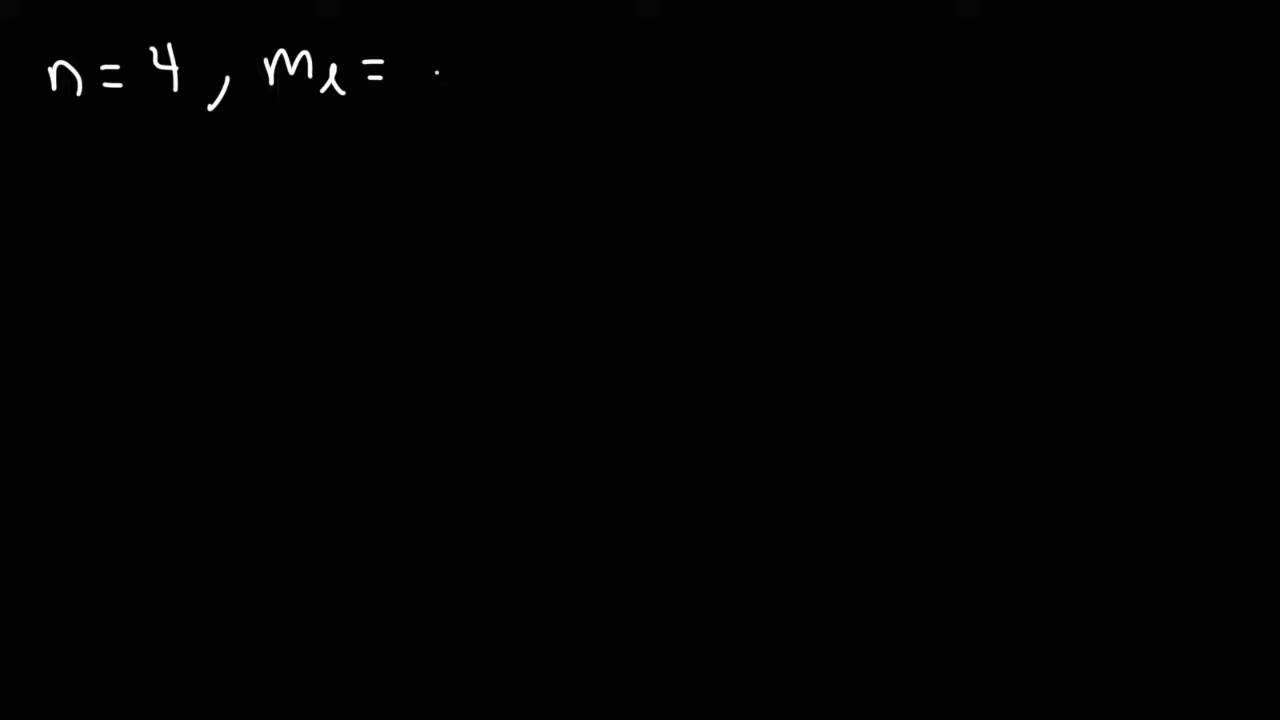 n = 4 , mℓ =